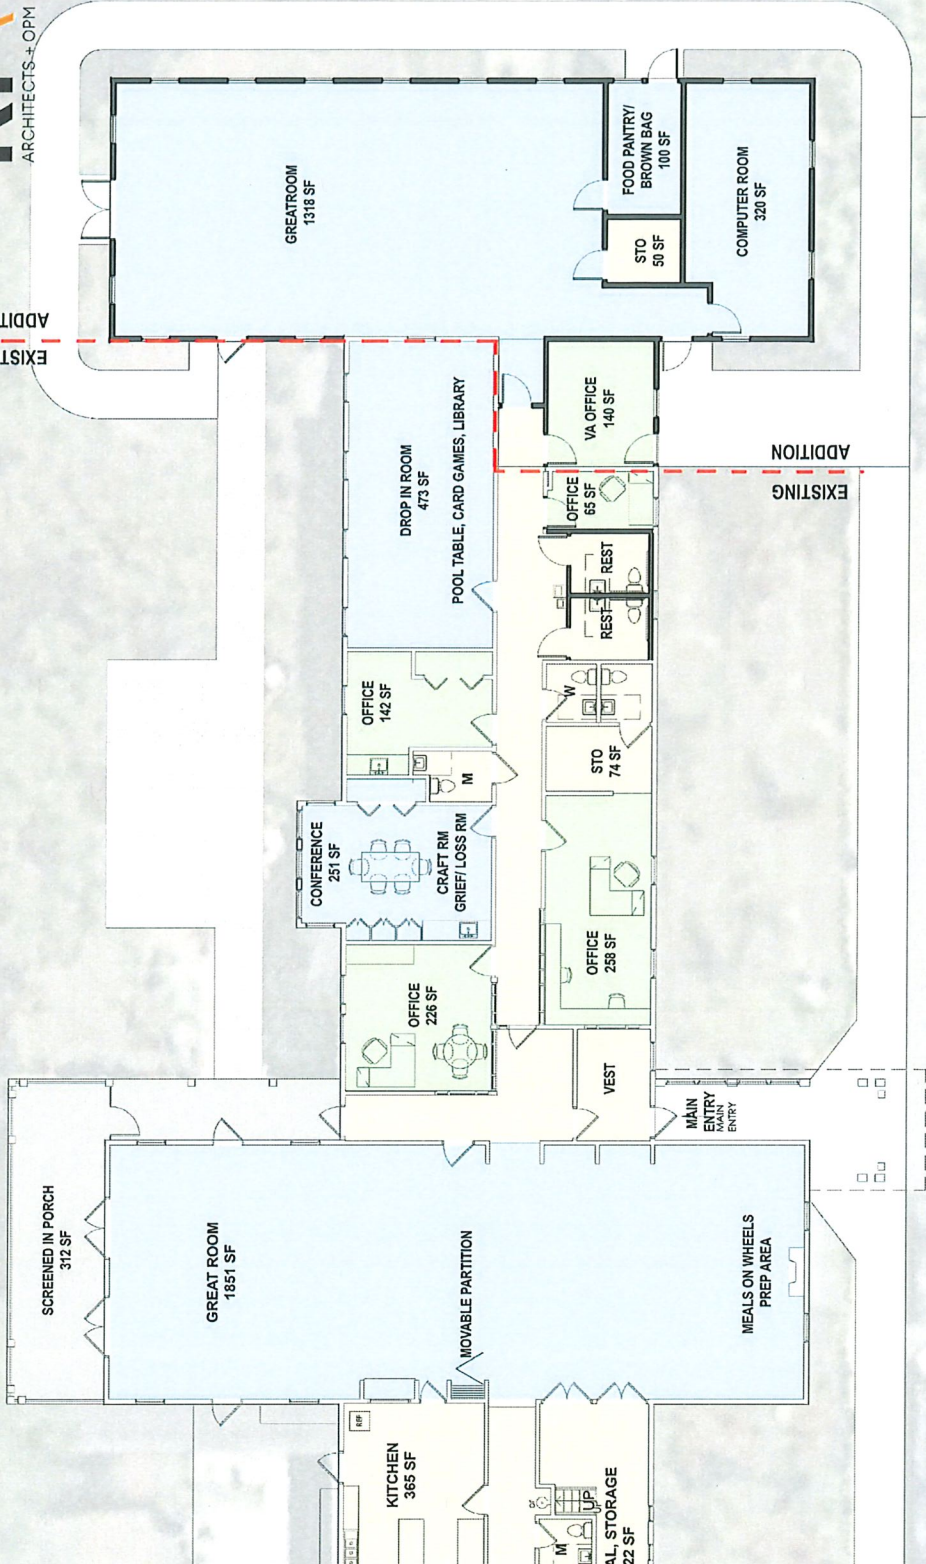 ARCHITECTS + OPM
EXISTING
ADDITION
GREATROOM
1318 SF
FOOD PANTRY/
BROWN BAG
100 SF
STO
50 SF
COMPUTER ROOM
320 SF
DROP IN ROOM
473 SF
POOL TABLE, CARD GAMES, LIBRARY
VA OFFICE
140 SF
ADDITION
EXISTING
OFFICE
65 SF
REST
REST
OFFICE
142 SF
W
M
STO
74 SF
CONFERENCE
251 SF
CRAFT RM
GRIEF/ LOSS RM
OFFICE
258 SF
OFFICE
226 SF
VEST
MAIN
ENTRY
MAIN
ENTRY
SCREENED IN PORCH
312 SF
GREAT ROOM
1851 SF
MOVABLE PARTITION
MEALS ON WHEELS
PREP AREA
REF
KITCHEN
365 SF
UP
UP
M
STORAGE
22 SF